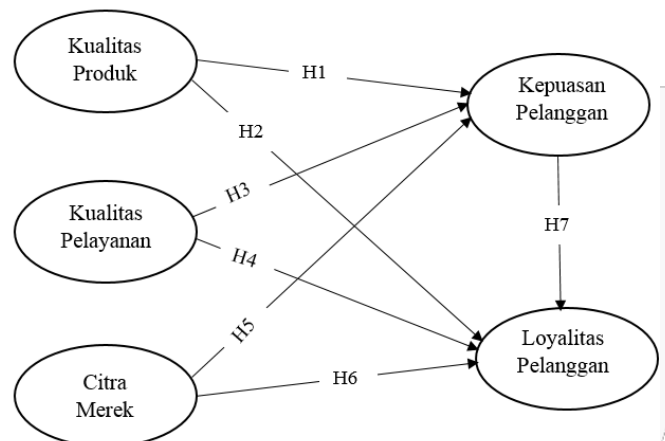 Kualitas
Produk
H1
Kepuasan
Pelanggan
H2
H3
Kualitas
Pelayanan
H4
H7
H5
Citra
Merek
H6
Loyalitas
Pelanggan